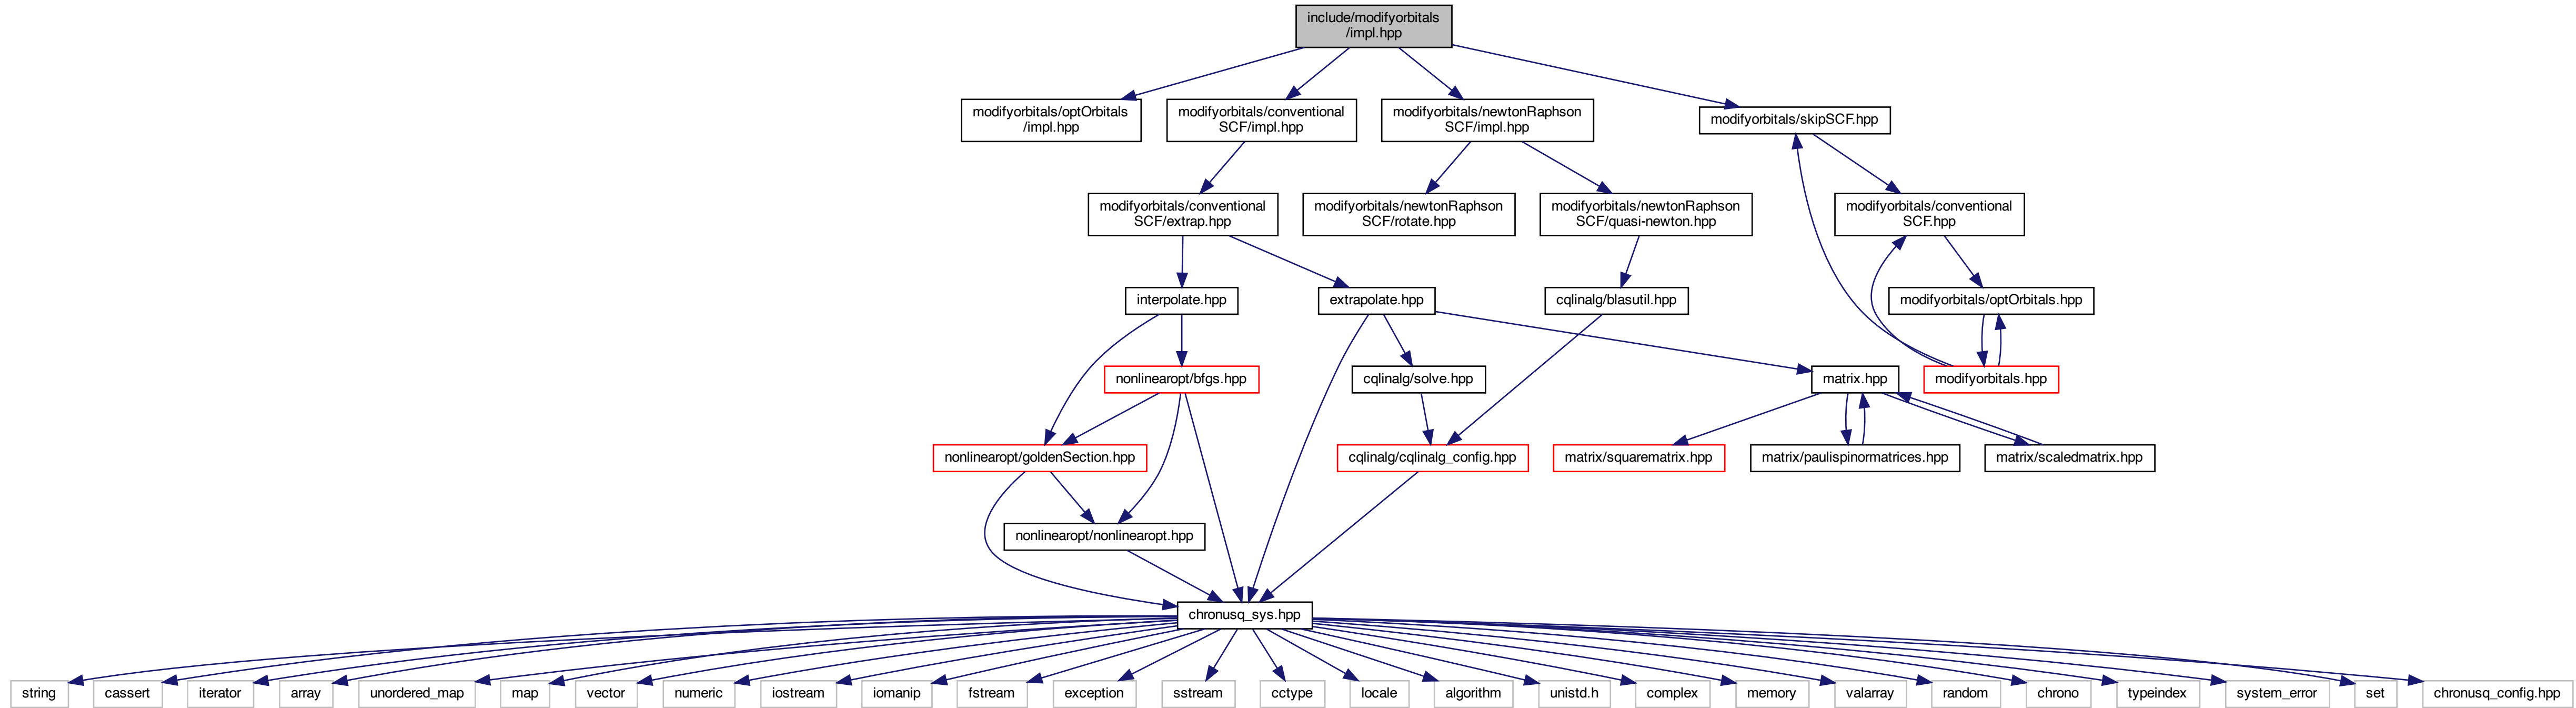 include/modifyorbitals
/impl.hpp
modifyorbitals/optOrbitals
/impl.hpp
modifyorbitals/conventional
SCF/impl.hpp
modifyorbitals/newtonRaphson
SCF/impl.hpp
modifyorbitals/skipSCF.hpp
modifyorbitals/conventional
SCF/extrap.hpp
modifyorbitals/newtonRaphson
SCF/rotate.hpp
modifyorbitals/newtonRaphson
SCF/quasi-newton.hpp
modifyorbitals/conventional
SCF.hpp
interpolate.hpp
extrapolate.hpp
cqlinalg/blasutil.hpp
modifyorbitals/optOrbitals.hpp
nonlinearopt/bfgs.hpp
cqlinalg/solve.hpp
matrix.hpp
modifyorbitals.hpp
nonlinearopt/goldenSection.hpp
cqlinalg/cqlinalg_config.hpp
matrix/squarematrix.hpp
matrix/paulispinormatrices.hpp
matrix/scaledmatrix.hpp
nonlinearopt/nonlinearopt.hpp
chronusq_sys.hpp
string
cassert
iterator
array
unordered_map
map
vector
numeric
iostream
iomanip
fstream
exception
sstream
cctype
locale
algorithm
unistd.h
complex
memory
valarray
random
chrono
typeindex
system_error
set
chronusq_config.hpp